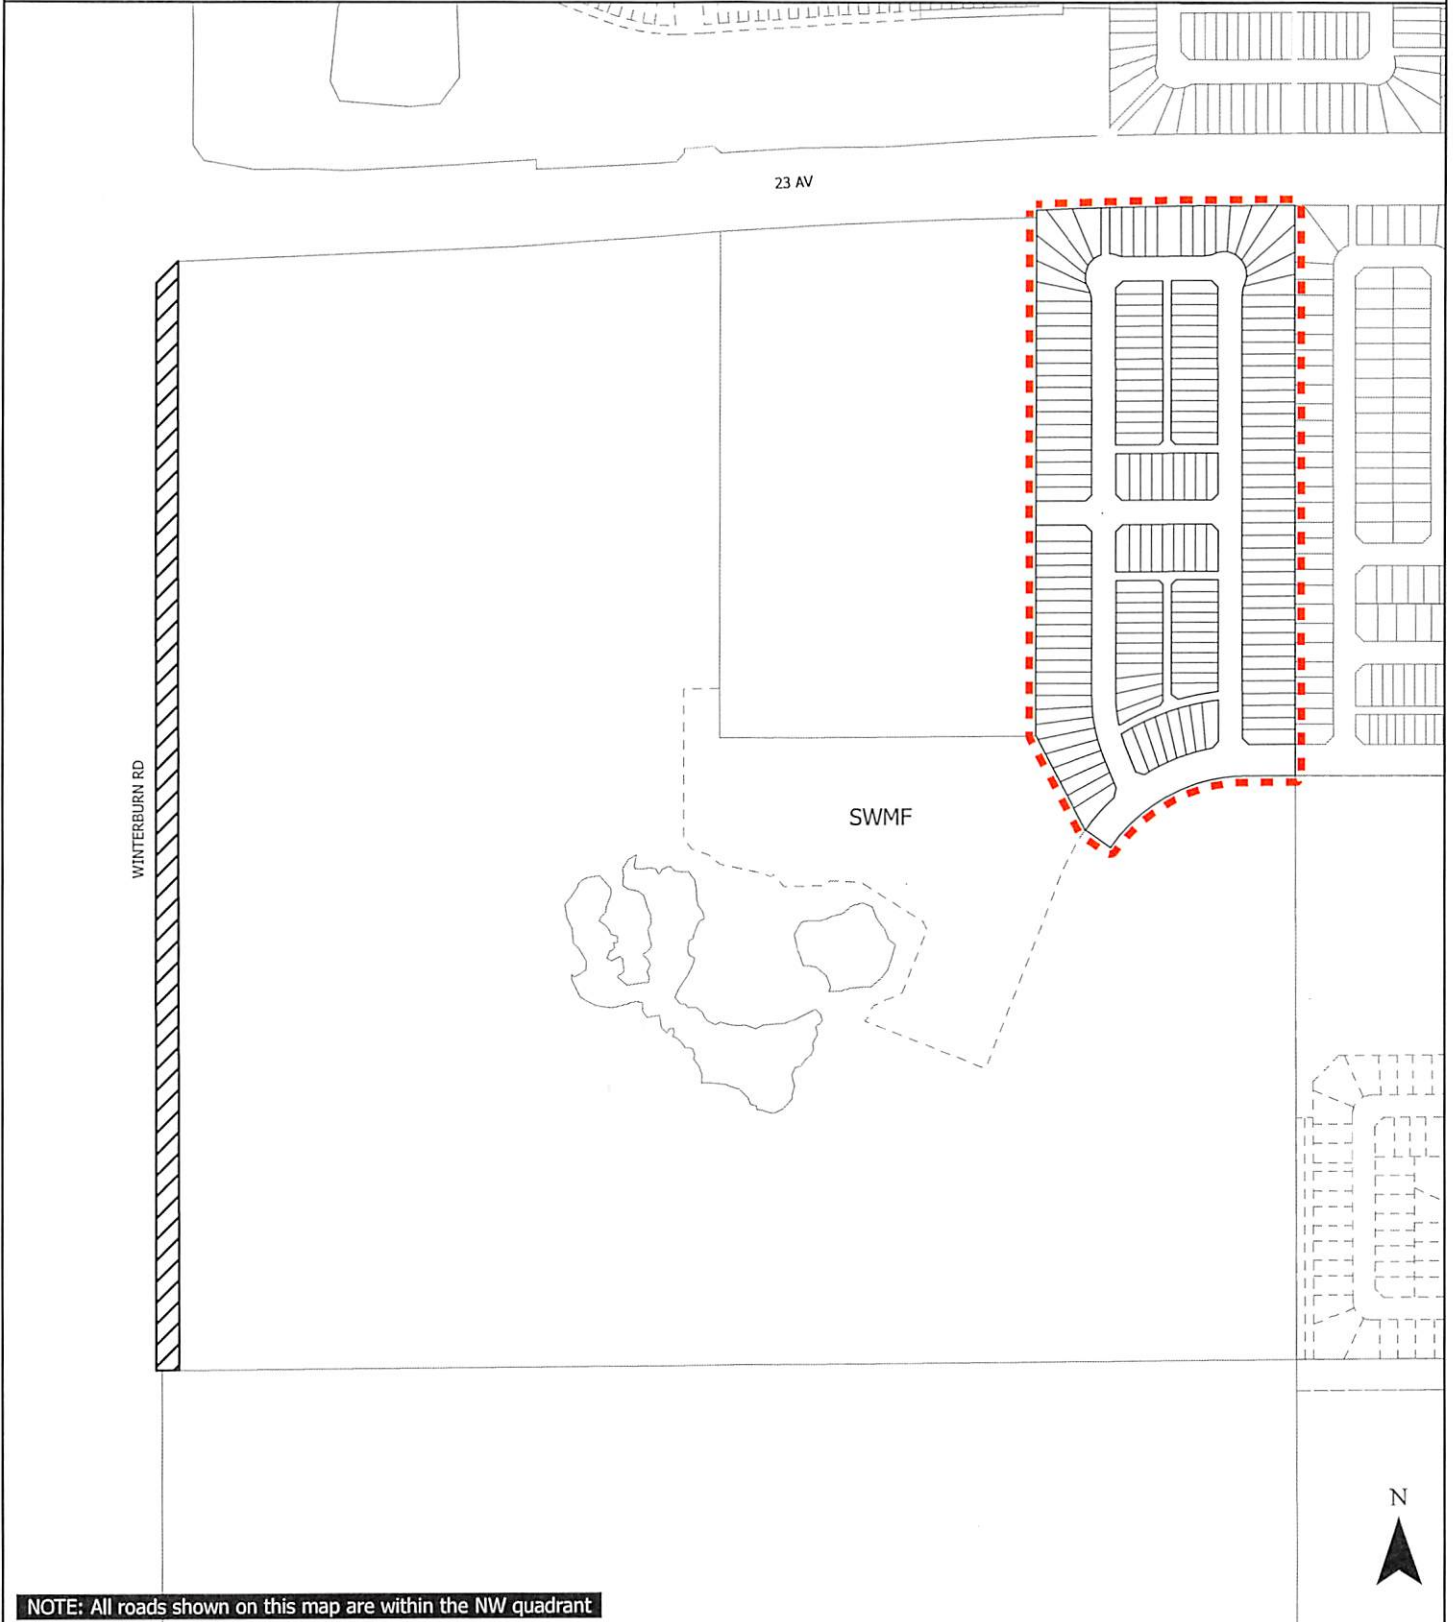 23 AV
WINTERBURN RD
SWMF
N
NOTE: All roads shown on this map are within the NW quadrant